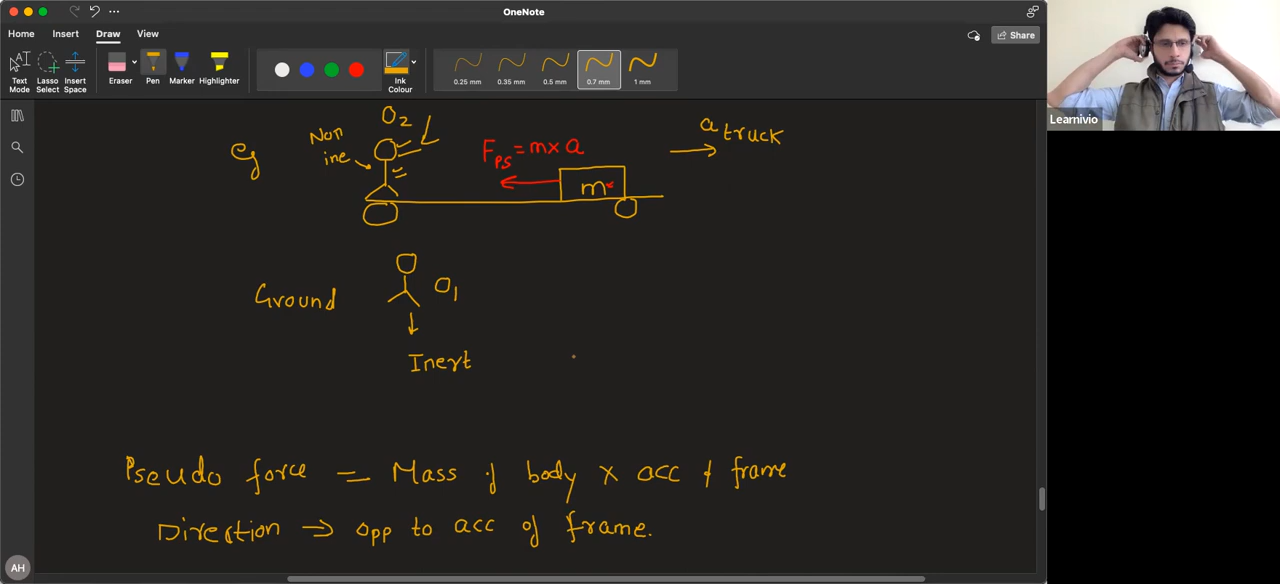 OneNote
Home Insert Draw View
Share
Text Mode
Lasso Select
Insert Space
Eraser
Pen
Marker
Highlighter
Ink Colour
0.25 mm
0.35 mm
0.5 mm
0.7 mm
1 mm
Learnivio
O2
eg
Non ine
Fps = m x a
m
a truck
Ground
O1
Inert
Pseudo force = Mass of body x acc of frame
Direction ⇒ opp to acc of frame.
AH